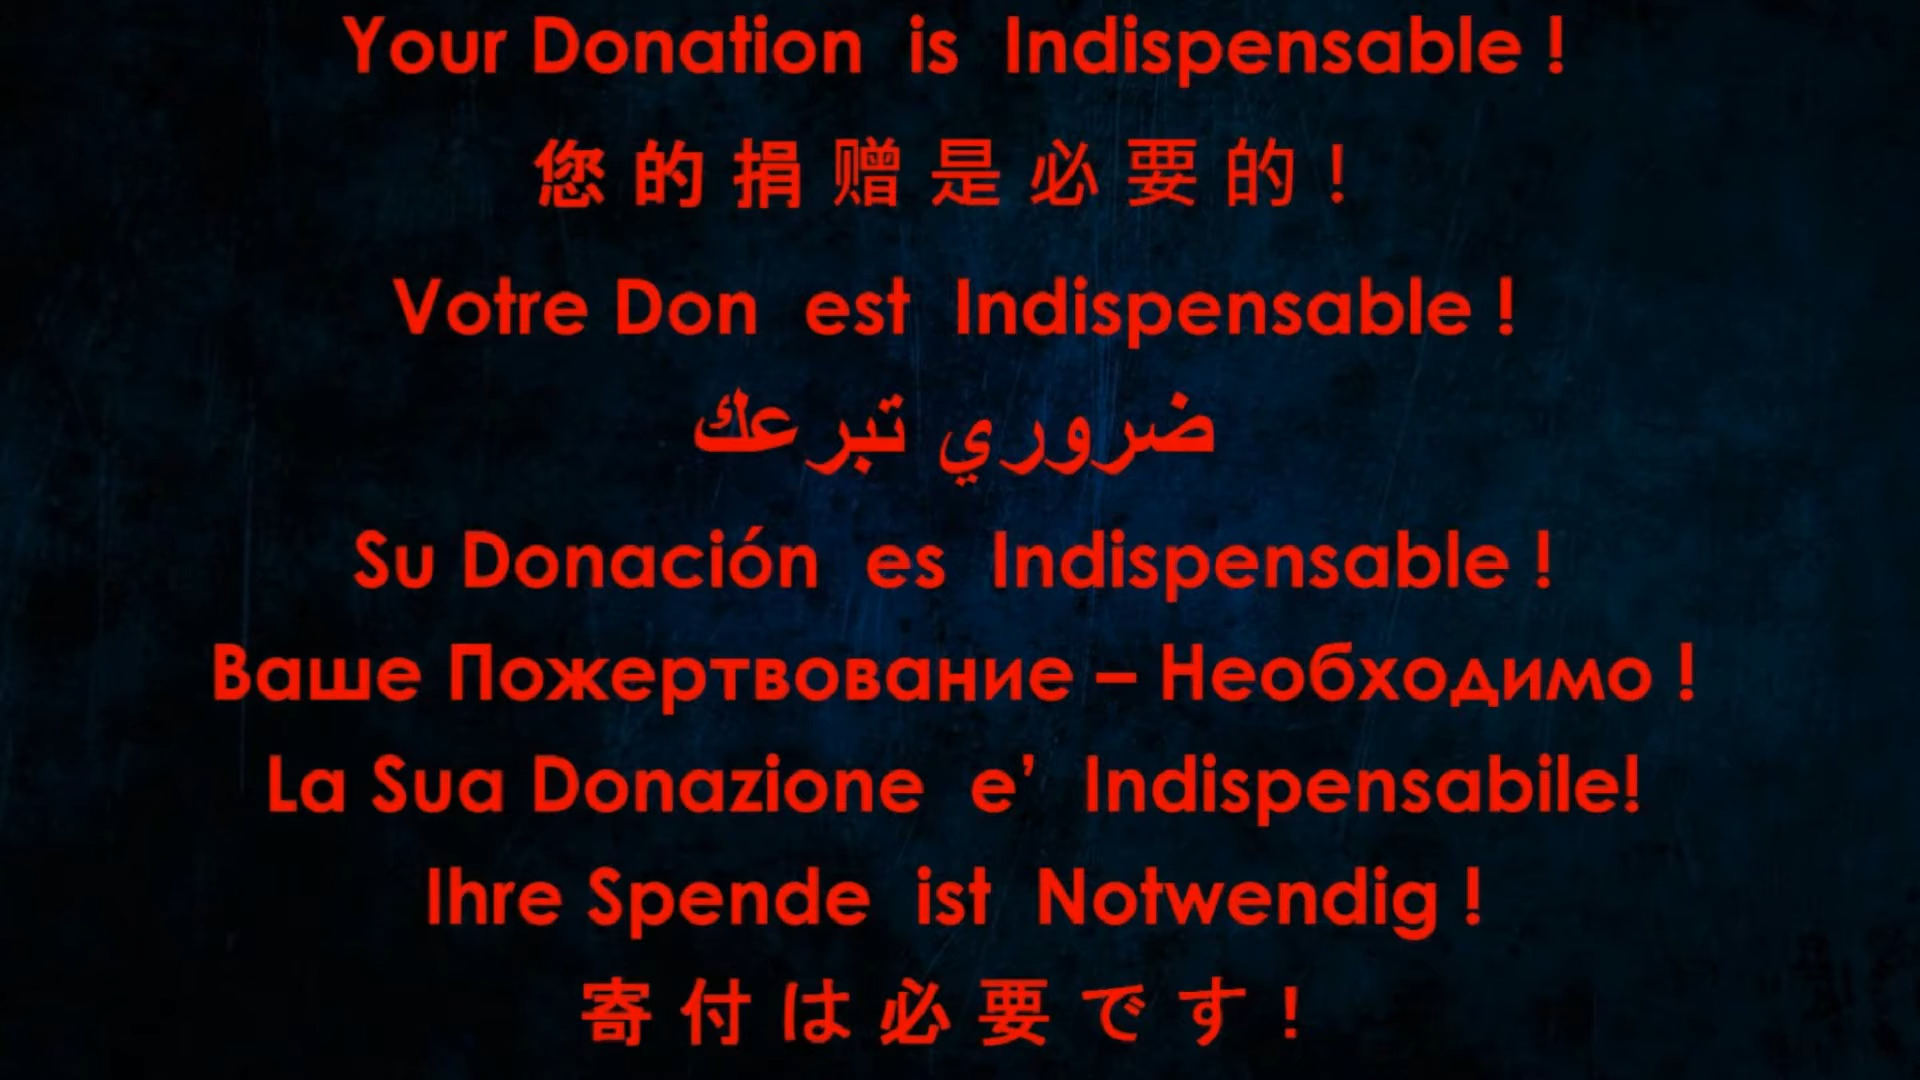 Your Donation is Indispensable !
您的捐赠是必要的！
Votre Don est Indispensable !
ضروري تبرعك
Su Donación es Indispensable !
Ваше Пожертвование – Необходимо !
La Sua Donazione e’ Indispensabile!
Ihre Spende ist Notwendig !
寄付は必要です！